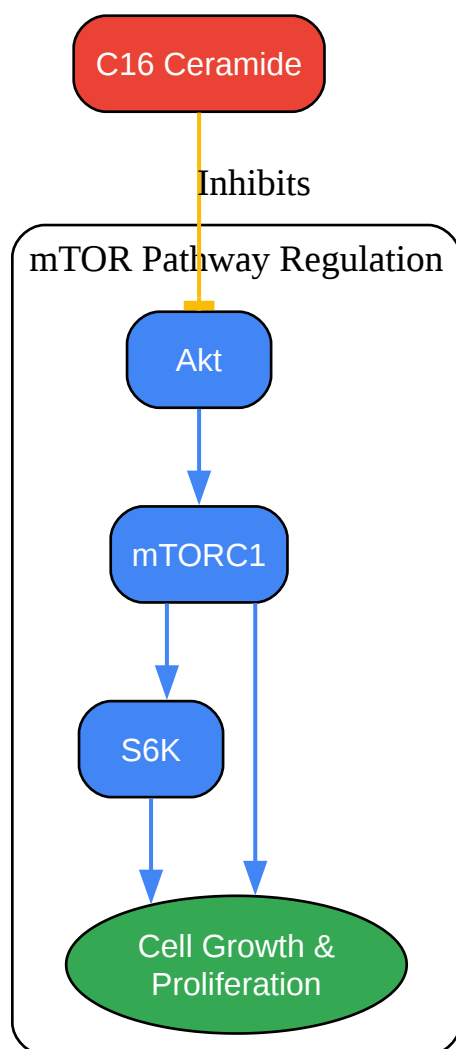 C16 Ceramide
Inhibits
mTOR Pathway Regulation
Akt
mTORC1
S6K
Cell Growth &
Proliferation